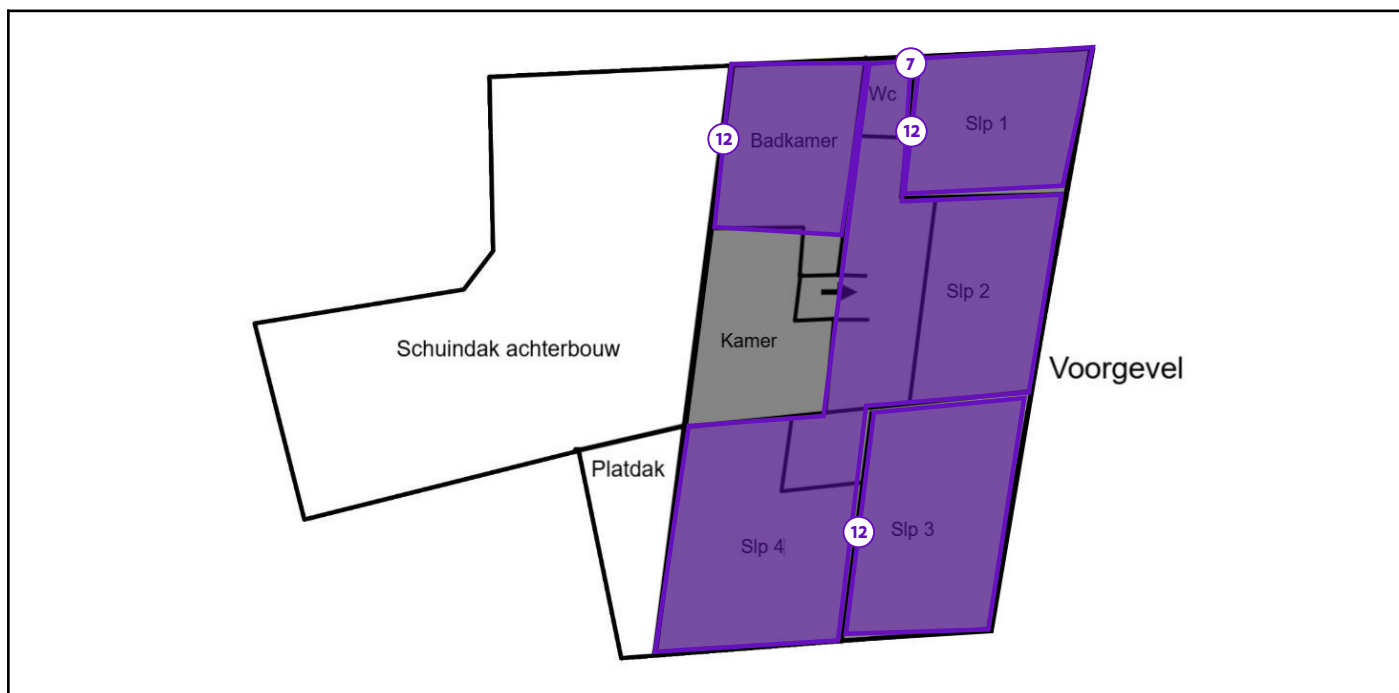 7
Wc
12
Slp 1
12
Badkamer
Slp 2
Kamer
Schuindak achterbouw
Voorgevel
Platdak
12
Slp 3
Slp 4